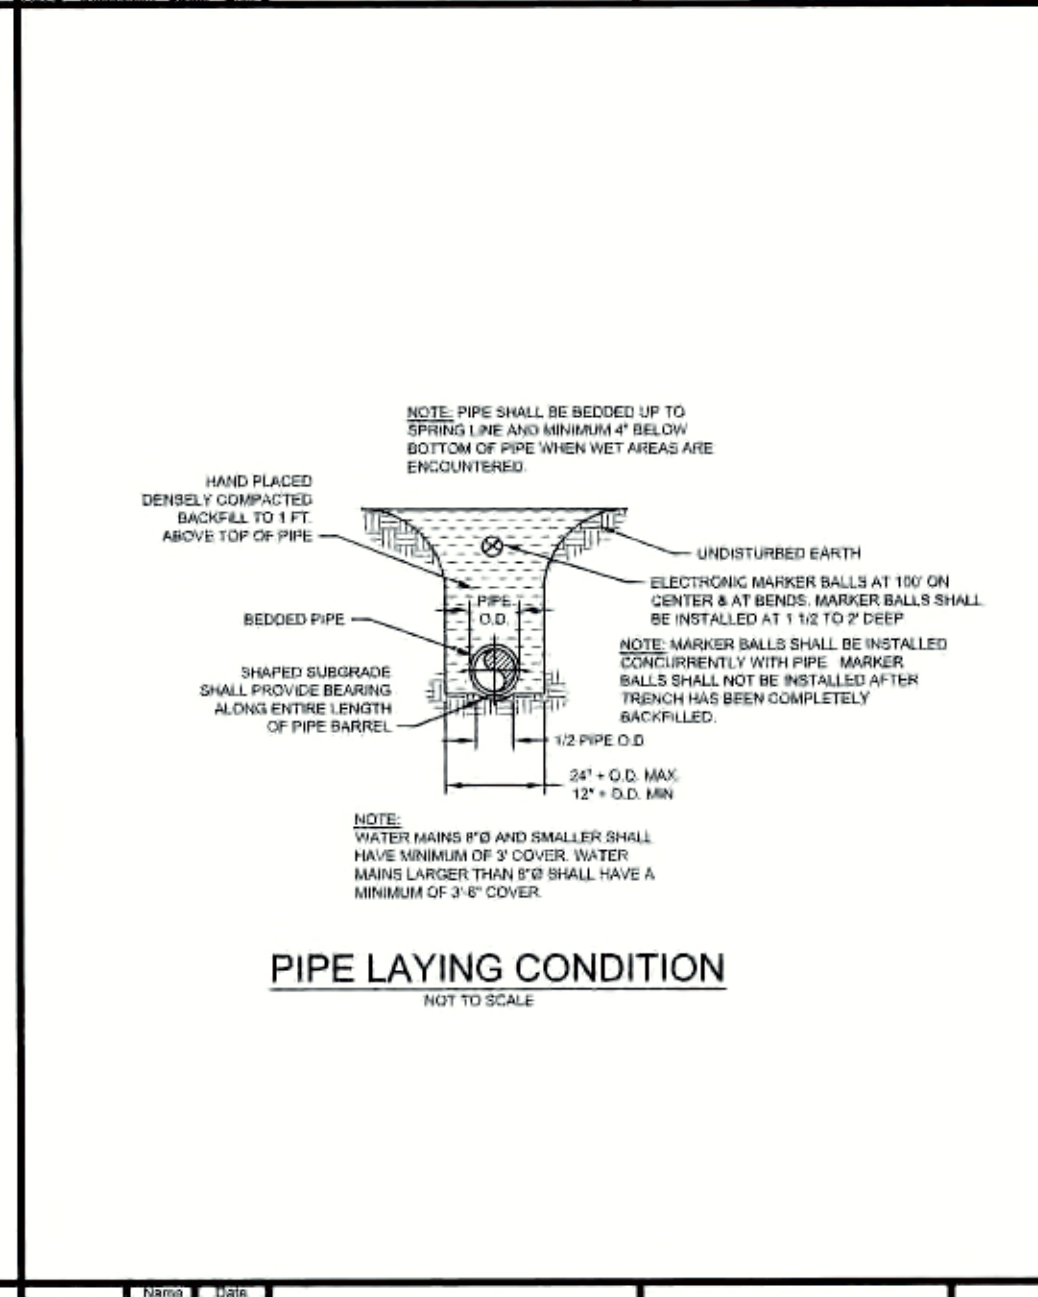 NOTE: PIPE SHALL BE BEDDED UP TO
SPRING LINE AND MINIMUM 4" BELOW
BOTTOM OF PIPE WHEN WET AREAS ARE
ENCOUNTERED.
HAND PLACED
DENSELY COMPACTED
BACKFILL TO 1 FT.
ABOVE TOP OF PIPE
UNDISTURBED EARTH
ELECTRONIC MARKER BALLS AT 100' ON
CENTER & AT BENDS. MARKER BALLS SHALL
BE INSTALLED AT 1 1/2 TO 2' DEEP
PIPE
O.D.
BEDDED PIPE
NOTE: MARKER BALLS SHALL BE INSTALLED
CONCURRENTLY WITH PIPE MARKER
BALLS SHALL NOT BE INSTALLED AFTER
TRENCH HAS BEEN COMPLETELY
BACKFILLED.
SHAPED SUBGRADE
SHALL PROVIDE BEARING
ALONG ENTIRE LENGTH
OF PIPE BARREL
1/2 PIPE O.D
24" + O.D. MAX.
12" + O.D. MIN
NOTE:
WATER MAINS 8"Ø AND SMALLER SHALL
HAVE MINIMUM OF 3' COVER. WATER
MAINS LARGER THAN 8"Ø SHALL HAVE A
MINIMUM OF 3'-6" COVER.
PIPE LAYING CONDITION
NOT TO SCALE
Name Date